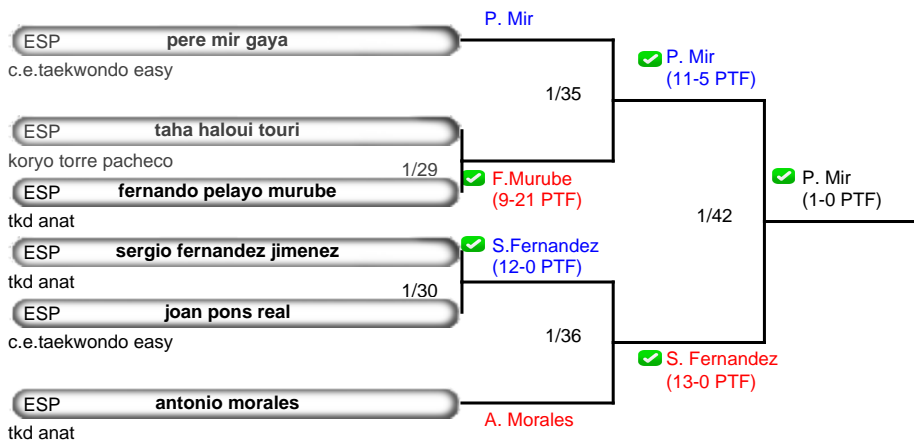 P. Mir
ESP pere mir gaya
c.e.taekwondo easy
P. Mir
(11-5 PTF)
1/35
ESP taha haloui touri
koryo torre pacheco
1/29
F.Murube
(9-21 PTF)
ESP fernando pelayo murube
tkd anat
P. Mir
(1-0 PTF)
1/42
ESP sergio fernandez jimenez
tkd anat
S.Fernandez
(12-0 PTF)
1/30
ESP joan pons real
c.e.taekwondo easy
1/36
S. Fernandez
(13-0 PTF)
ESP antonio morales
tkd anat
A. Morales